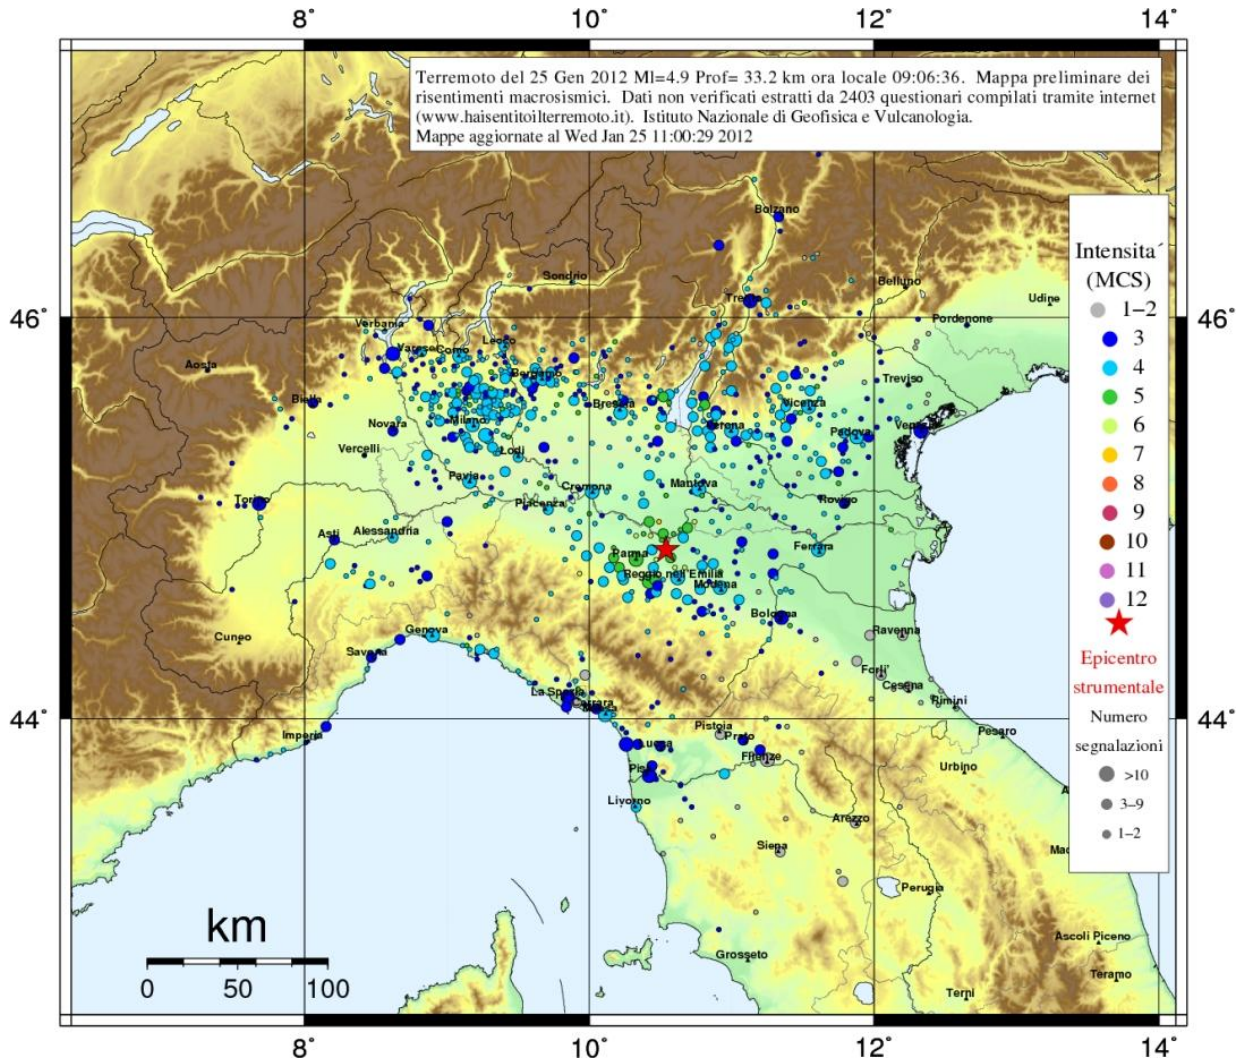 8° 10° 12° 14°
Terremoto del 25 Gen 2012 Ml=4.9 Prof= 33.2 km ora locale 09:06:36. Mappa preliminare dei
risentimenti macrosismici. Dati non verificati estratti da 2403 questionari compilati tramite internet
(www.haisentitoilterremoto.it). Istituto Nazionale di Geofisica e Vulcanologia.
Mappe aggiornate al Wed Jan 25 11:00:29 2012
Bolzano
Sondrio
Belluno
Trento
Udine
46° 46°
Pordenone
Verbania
Lecco
Varese Como
Aosta
Bergamo
Treviso
Biella
Brescia
Vicenza
Novara
Milano
Verona
Padova
Venezia
Vercelli
Lodi
Pavia
Cremona
Mantova
Torino
Piacenza
Rovigo
Asti
Alessandria
Parma
Ferrara
Reggio nell'Emilia
Modena
Bologna
Cuneo
Genova
Ravenna
Savona
Forli'
Cesena
La Spezia
Rimini
44° 44°
Imperia
Pistoia
Prato
Pesaro
Lucca
Firenze
Urbino
Pisa
Livorno
A
Arezzo
Siena
Mac
Perugia
Grosseto
Ascoli Piceno
Teramo
Terni
Intensita´
(MCS)
1–2
3
4
5
6
7
8
9
10
11
12
Epicentro
strumentale
Numero
segnalazioni
>10
3–9
1–2
km
0 50 100
8° 10° 12° 14°